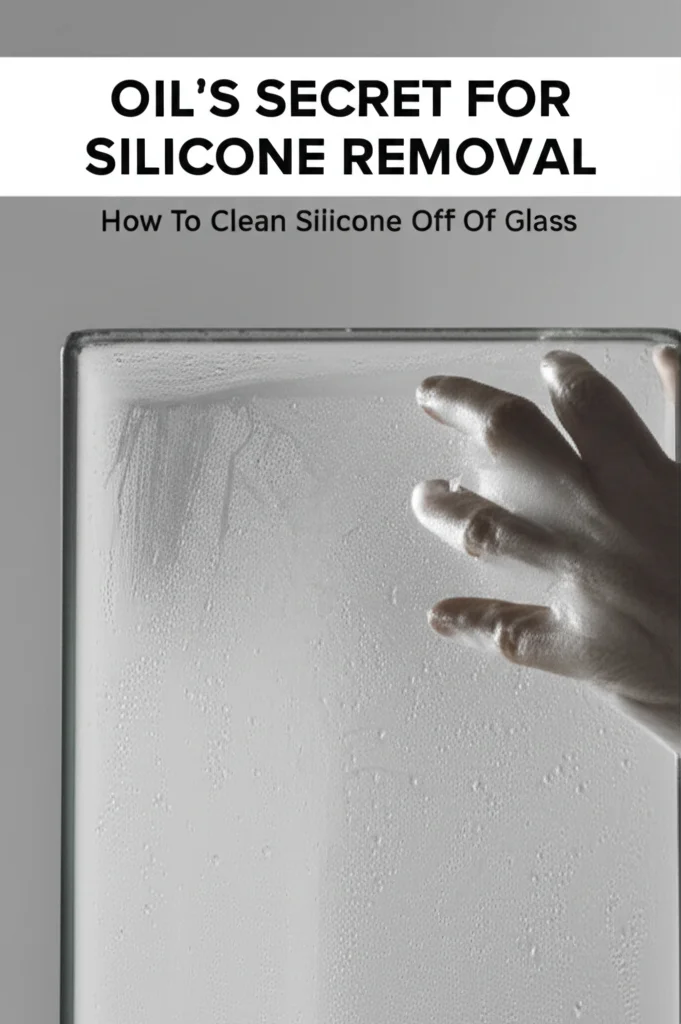 OIL’S SECRET FOR
SILICONE REMOVAL
How To Clean Silicone Off Of Glass